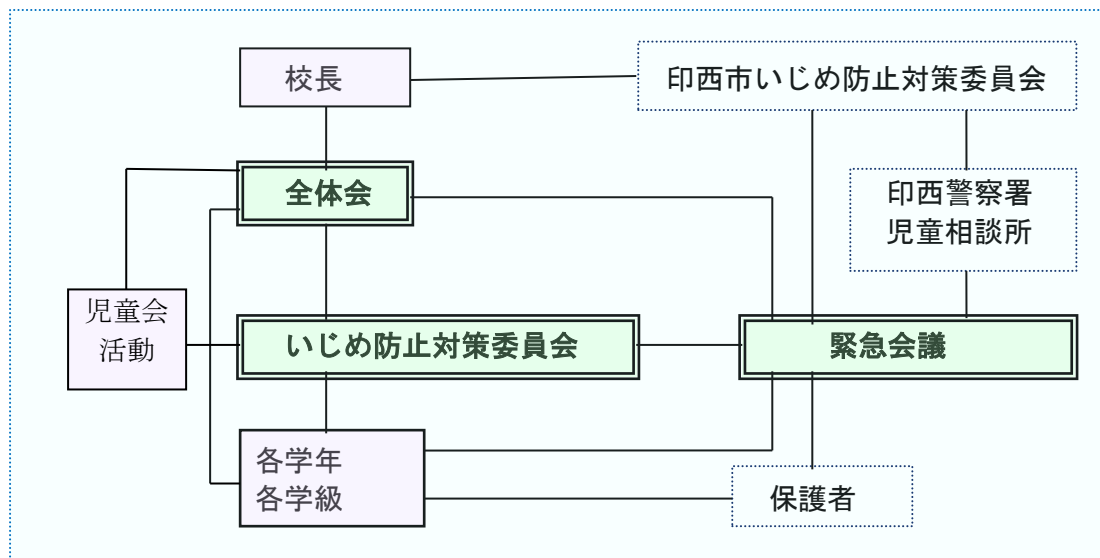 校長
印西市いじめ防止対策委員会
全体会
印西警察署
児童相談所
児童会
活動
いじめ防止対策委員会
緊急会議
各学年
各学級
保護者